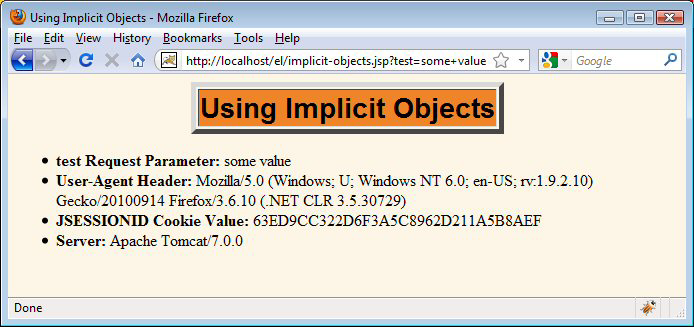 Using Implicit Objects - Mozilla Firefox
File Edit View History Bookmarks Tools Help
http://localhost/el/implicit-objects.jsp?test=some+value
Google
Using Implicit Objects
test Request Parameter: some value
User-Agent Header: Mozilla/5.0 (Windows; U; Windows NT 6.0; en-US; rv:1.9.2.10)
Gecko/20100914 Firefox/3.6.10 (.NET CLR 3.5.30729)
JSESSIONID Cookie Value: 63ED9CC322D6F3A5C8962D211A5B8AEF
Server: Apache Tomcat/7.0.0
Done